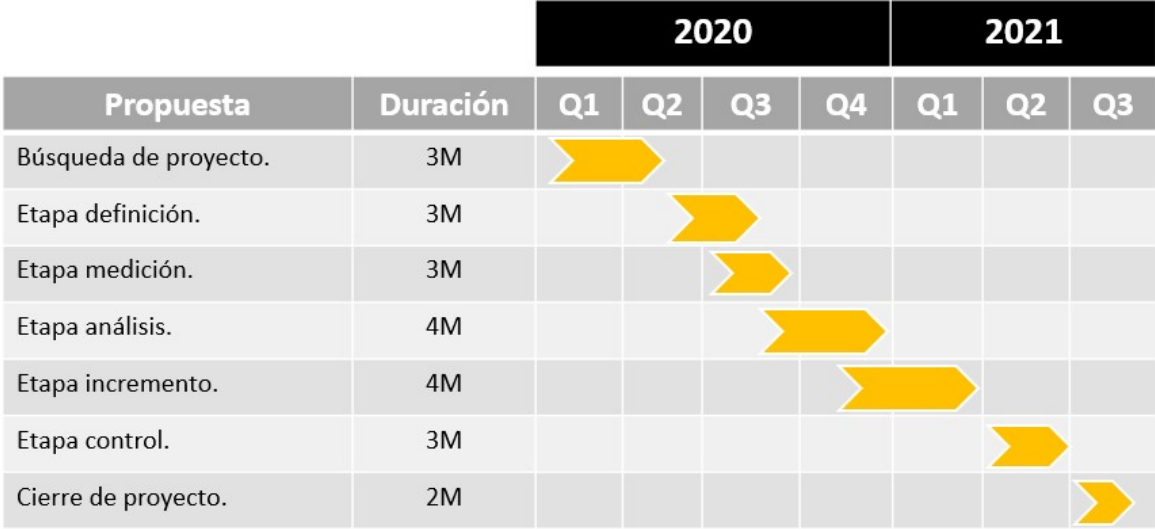 2020 2021
Propuesta Duración Q1 Q2 Q3 Q4 Q1 Q2 Q3
Búsqueda de proyecto. 3M
Etapa definición. 3M
Etapa medición. 3M
Etapa análisis. 4M
Etapa incremento. 4M
Etapa control. 3M
Cierre de proyecto. 2M